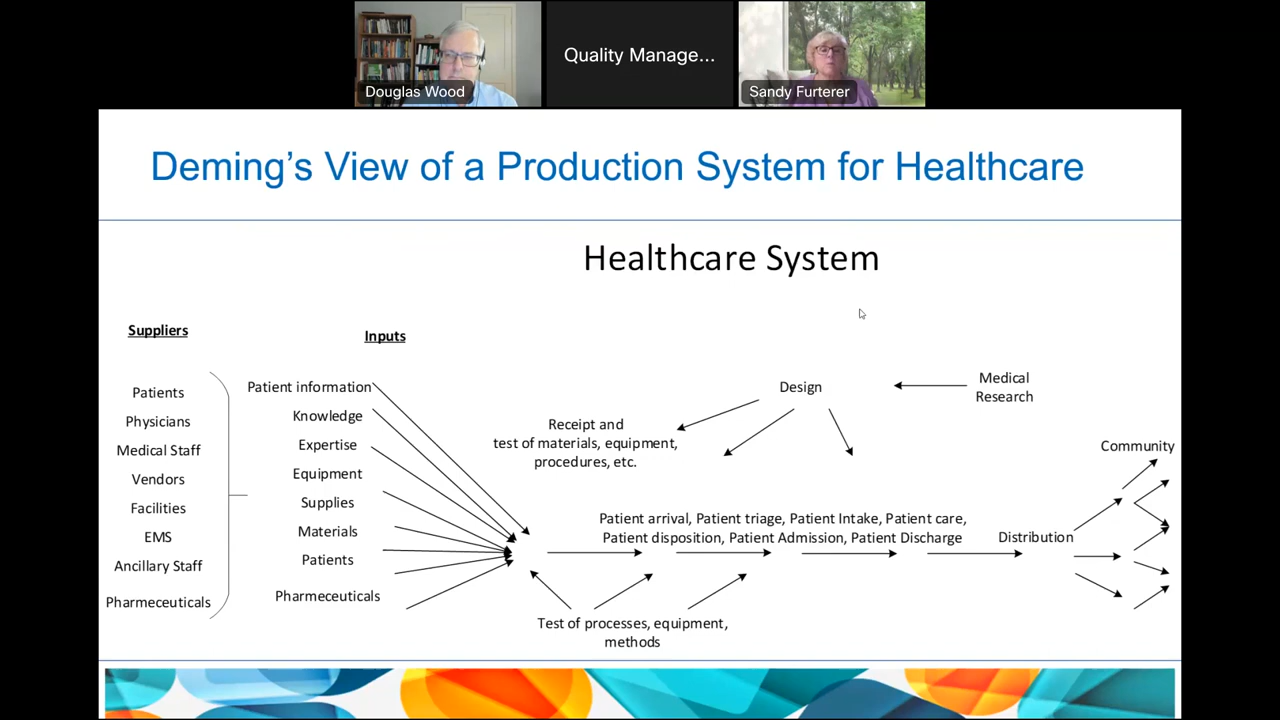 Quality Manage...
Douglas Wood
Sandy Furterer
Deming's View of a Production System for Healthcare
Healthcare System
Suppliers
Patients
Physicians
Medical Staff
Vendors
Facilities
EMS
Ancillary Staff
Pharmeceuticals
Inputs
Patient information
Knowledge
Expertise
Equipment
Supplies
Materials
Patients
Pharmeceuticals
Design
Medical
Research
Receipt and
test of materials, equipment,
procedures, etc.
Patient arrival, Patient triage, Patient Intake, Patient care,
Patient disposition, Patient Admission, Patient Discharge
Distribution
Community
Test of processes, equipment,
methods